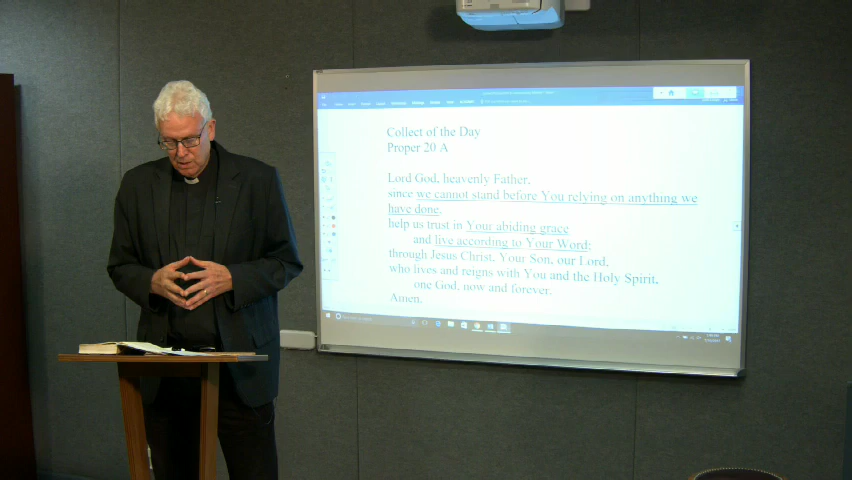 Collect of the Day
Proper 20 A
Lord God, heavenly Father,
since we cannot stand before You relying on anything we
have done,
help us trust in Your abiding grace
and live according to Your Word;
through Jesus Christ, Your Son, our Lord,
who lives and reigns with You and the Holy Spirit,
one God, now and forever.
Amen.